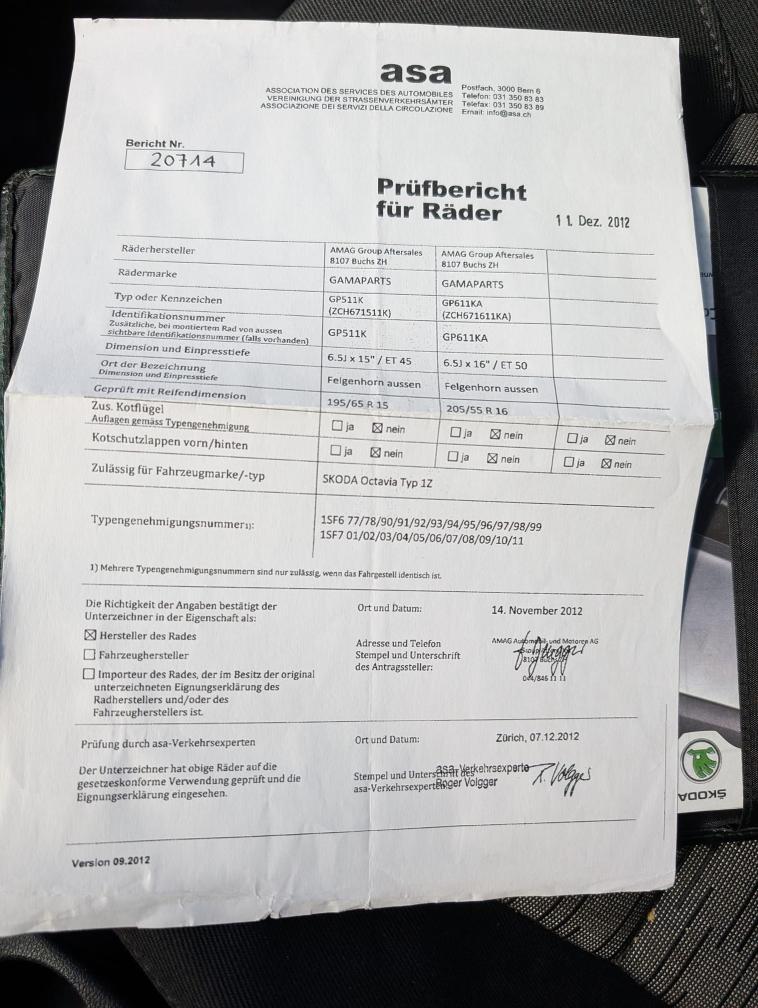 asa
ASSOCIATION DES SERVICES DES AUTOMOBILES
VEREINIGUNG DER STRASSENVERKEHRSÄMTER
ASSOCIAZIONE DEI SERVIZI DELLA CIRCOLAZIONE
Postfach, 3000 Bern 6
Telefon: 031 350 83 83
Telefax: 031 350 83 89
Email: info@asa.ch
Bericht Nr.
20714
Prüfbericht
für Räder
11. Dez. 2012
Räderhersteller
AMAG Group Aftersales
8107 Buchs ZH
AMAG Group Aftersales
8107 Buchs ZH
Rädermarke
GAMAPARTS
GAMAPARTS
Typ oder Kennzeichen
GP511K
(ZCH671511K)
GP611KA
(ZCH671611KA)
Identifikationsnummer
Zusätzliche, bei montiertem Rad von aussen
sichtbare Identifikationsnummer (falls vorhanden)
GP511K
GP611KA
Dimension und Einpresstiefe
6.5J x 15" / ET 45
6.5J x 16" / ET 50
Ort der Bezeichnung
Dimension und Einpresstiefe
Felgenhorn aussen
Felgenhorn aussen
Geprüft mit Reifendimension
195/65 R 15
205/55 R 16
Zus. Kotflügel
Auflagen gemäss Typengenehmigung
☐ ja ☒ nein
☐ ja ☒ nein
☐ ja ☒ nein
Kotschutzlappen vorn/hinten
☐ ja ☒ nein
☐ ja ☒ nein
☐ ja ☒ nein
Zulässig für Fahrzeugmarke/-typ
SKODA Octavia Typ 1Z
Typengenehmigungsnummer1):
1SF6 77/78/90/91/92/93/94/95/96/97/98/99
1SF7 01/02/03/04/05/06/07/08/09/10/11
1) Mehrere Typengenehmigungsnummern sind nur zulässig, wenn das Fahrgestell identisch ist.
Die Richtigkeit der Angaben bestätigt der
Unterzeichner in der Eigenschaft als:
☒ Hersteller des Rades
☐ Fahrzeughersteller
☐ Importeur des Rades, der im Besitz der original
unterzeichneten Eignungserklärung des
Radherstellers und/oder des
Fahrzeugherstellers ist.
Ort und Datum:
14. November 2012
Adresse und Telefon
Stempel und Unterschrift
des Antragssteller:
AMAG Automobil und Motoren AG
8107 Buchs
044/846 11 11
Prüfung durch asa-Verkehrsexperten
Ort und Datum:
Zürich, 07.12.2012
Der Unterzeichner hat obige Räder auf die
gesetzeskonforme Verwendung geprüft und die
Eignungserklärung eingesehen.
Stempel und Unterschrift des
asa-Verkehrsexperten:
asa-Verkehrsexperte
Roger Volgger
R. Volgger
Version 09.2012
ŠKODA